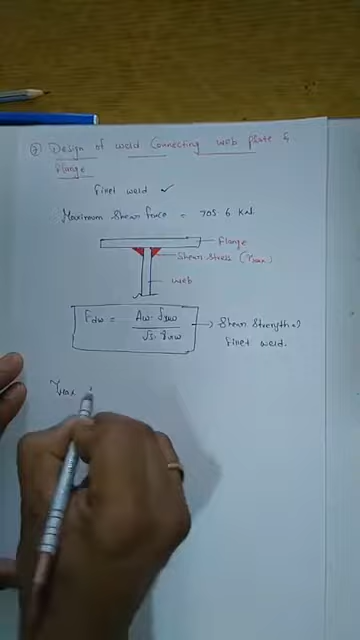 7 Design of weld Connecting web plate &
Flange
Fillet weld ✓
Maximum Shear force = 705.6 kN
Flange
Shear stress (τmax)
web
Fdw = Aw. fuw / √3 γmw → Shear Strength of
Fillet weld.
τmax